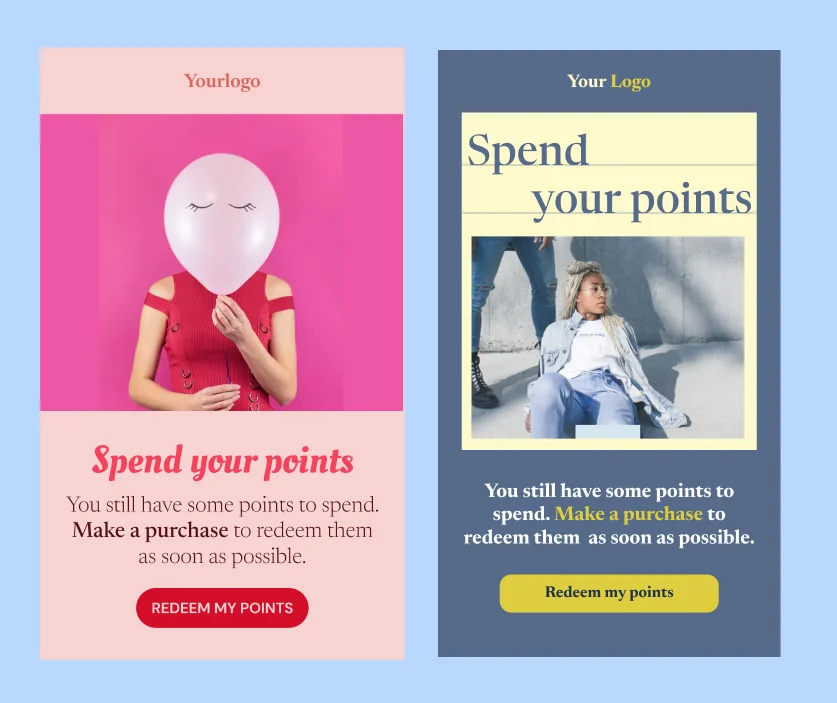 Yourlogo
Spend your points
You still have some points to spend.
Make a purchase to redeem them
as soon as possible.
REDEEM MY POINTS
Your Logo
Spend
your points
You still have some points to
spend. Make a purchase to
redeem them  as soon as possible.
Redeem my points